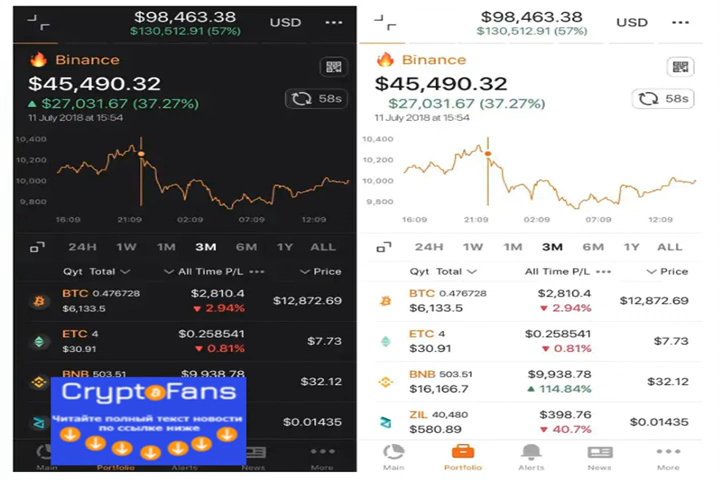 $98,463.38
USD
$130,512.91 (57%)
Binance
$45,490.32
▲ $27,031.67 (37.27%)
58s
11 July 2018 at 15:54
10,400
10,200
10,000
9,800
16:09 21:09 02:09 07:09 12:09
24H 1W 1M 3M 6M 1Y ALL
Qyt Total All Time P/L ••• Price
BTC 0.476728 $2,810.4 $12,872.69
$6,133.5 ▼ 2.94%
ETC 4 $0.258541 $7.73
$30.91 ▼ 0.81%
BNB 503.51 $9,938.78 $32.12
CryptoFans
Читайте полный текст новости
по ссылке ниже
$0.01435
Main Portfolio Alerts News More
$98,463.38
USD
$130,512.91 (57%)
Binance
$45,490.32
$27,031.67 (37.27%)
58s
11 July 2018 at 15:54
10,400
10,200
10,000
9,800
16:09 21:09 02:09 07:09 12:09
24H 1W 1M 3M 6M 1Y ALL
Qyt Total All Time P/L ••• Price
BTC 0.476728 $2,810.4 $12,872.69
$6,133.5 ▼ 2.94%
ETC 4 $0.258541 $7.73
$30.91 ▼ 0.81%
BNB 503.51 $9,938.78 $32.12
$16,166.7 ▲ 114.84%
ZIL 40,480 $398.76 $0.01435
$580.89 ▼ 40.7%
Main Portfolio Alerts News More